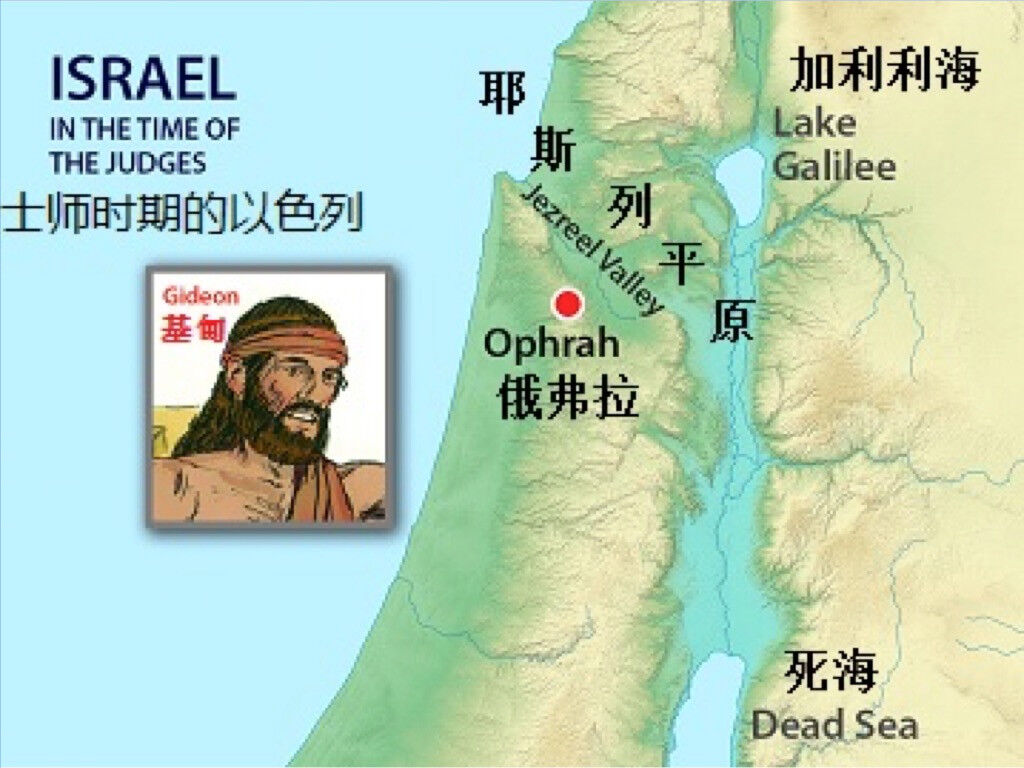 ISRAEL
IN THE TIME OF
THE JUDGES
士师时期的以色列
Gideon
基甸
耶斯列平原
Jezreel Valley
加利利海
Lake
Galilee
Ophrah
俄弗拉
死海
Dead Sea